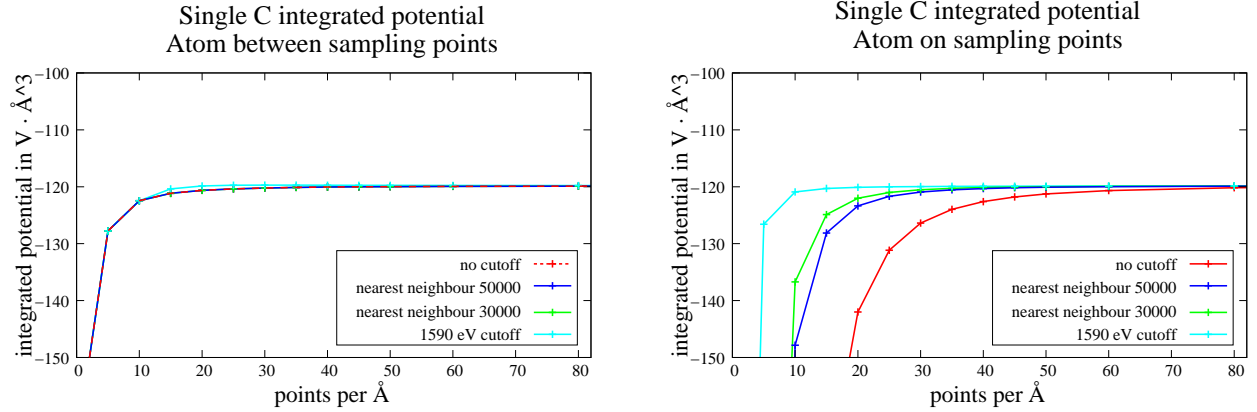 Single C integrated potential
Atom between sampling points
integrated potential in V · Å^3
−100
−110
−120
−130
−140
−150
no cutoff
nearest neighbour 50000
nearest neighbour 30000
1590 eV cutoff
0 10 20 30 40 50 60 70 80
points per Å
Single C integrated potential
Atom on sampling points
integrated potential in V · Å^3
−100
−110
−120
−130
−140
−150
no cutoff
nearest neighbour 50000
nearest neighbour 30000
1590 eV cutoff
0 10 20 30 40 50 60 70 80
points per Å